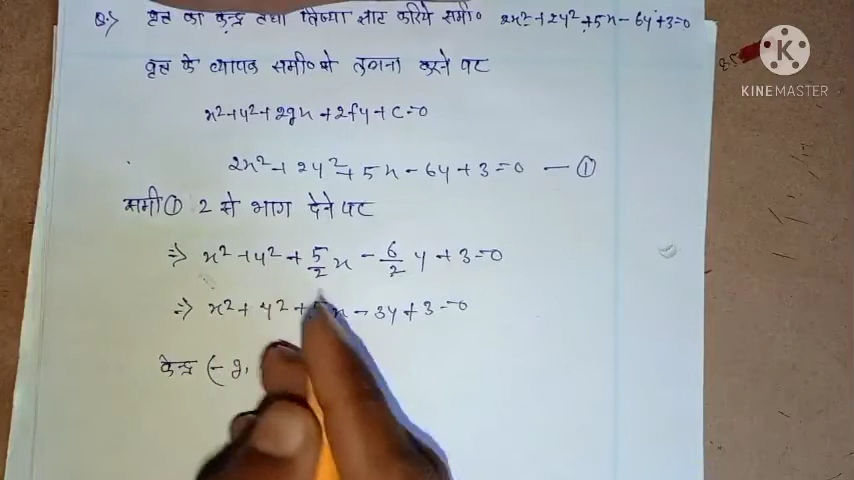 Q.> वृत्त का केन्द्र तथा त्रिज्या ज्ञात करिये समी० 2x²+2y²+5x-6y+3=0
वृत्त के व्यापक समी० से तुलना करने पर
x²+y²+2gx+2fy+c=0
2x²+2y²+5x-6y+3=0 — ①
समी ① 2 से भाग देने पर
⇒ x²+y²+5/2x-6/2y+3=0
⇒ x²+y²+ x-3y+3=0
केन्द्र (-g,
KINEMASTER